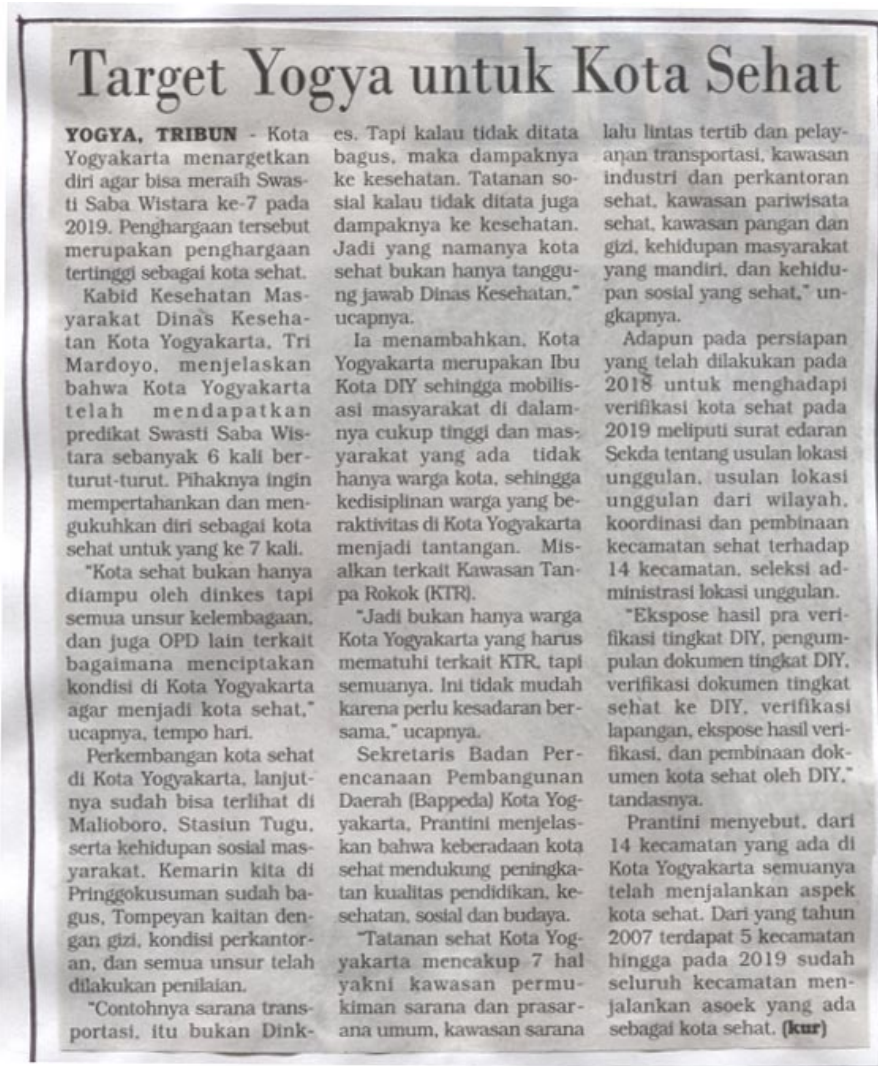 Target Yogya untuk Kota Sehat
YOGYA, TRIBUN - Kota
Yogyakarta menargetkan
diri agar bisa meraih Swas-
ti Saba Wistara ke-7 pada
2019. Penghargaan tersebut
merupakan penghargaan
tertinggi sebagai kota sehat.
Kabid Kesehatan Mas-
yarakat Dinas Keseha-
tan Kota Yogyakarta, Tri
Mardoyo, menjelaskan
bahwa Kota Yogyakarta
telah mendapatkan
predikat Swasti Saba Wis-
tara sebanyak 6 kali ber-
turut-turut. Pihaknya ingin
mempertahankan dan men-
gukuhkan diri sebagai kota
sehat untuk yang ke 7 kali.
"Kota sehat bukan hanya
diampu oleh dinkes tapi
semua unsur kelembagaan,
dan juga OPD lain terkait
bagaimana menciptakan
kondisi di Kota Yogyakarta
agar menjadi kota sehat,"
ucapnya, tempo hari.
Perkembangan kota sehat
di Kota Yogyakarta, lanjut-
nya sudah bisa terlihat di
Malioboro, Stasiun Tugu,
serta kehidupan sosial mas-
yarakat. Kemarin kita di
Pringgokusuman sudah ba-
gus, Tompeyan kaitan den-
gan gizi, kondisi perkantor-
an, dan semua unsur telah
dilakukan penilaian.
"Contohnya sarana trans-
portasi, itu bukan Dink-
es. Tapi kalau tidak ditata
bagus, maka dampaknya
ke kesehatan. Tatanan so-
sial kalau tidak ditata juga
dampaknya ke kesehatan.
Jadi yang namanya kota
sehat bukan hanya tanggu-
ng jawab Dinas Kesehatan,"
ucapnya.
Ia menambahkan, Kota
Yogyakarta merupakan Ibu
Kota DIY sehingga mobilis-
asi masyarakat di dalam-
nya cukup tinggi dan mas-
yarakat yang ada tidak
hanya warga kota, sehingga
kedisiplinan warga yang be-
raktivitas di Kota Yogyakarta
menjadi tantangan. Mis-
alkan terkait Kawasan Tan-
pa Rokok (KTR).
"Jadi bukan hanya warga
Kota Yogyakarta yang harus
mematuhi terkait KTR, tapi
semuanya. Ini tidak mudah
karena perlu kesadaran ber-
sama," ucapnya.
Sekretaris Badan Per-
encanaan Pembangunan
Daerah (Bappeda) Kota Yog-
yakarta, Prantini menjelas-
kan bahwa keberadaan kota
sehat mendukung peningka-
tan kualitas pendidikan, ke-
sehatan, sosial dan budaya.
"Tatanan sehat Kota Yog-
yakarta mencakup 7 hal
yakni kawasan permu-
kiman sarana dan prasar-
ana umum, kawasan sarana
lalu lintas tertib dan pelay-
anan transportasi, kawasan
industri dan perkantoran
sehat, kawasan pariwisata
sehat, kawasan pangan dan
gizi, kehidupan masyarakat
yang mandiri, dan kehidu-
pan sosial yang sehat," un-
gkapnya.
Adapun pada persiapan
yang telah dilakukan pada
2018 untuk menghadapi
verifikasi kota sehat pada
2019 meliputi surat edaran
Sekda tentang usulan lokasi
unggulan, usulan lokasi
unggulan dari wilayah,
koordinasi dan pembinaan
kecamatan sehat terhadap
14 kecamatan, seleksi ad-
ministrasi lokasi unggulan.
"Ekspose hasil pra veri-
fikasi tingkat DIY, pengum-
pulan dokumen tingkat DIY,
verifikasi dokumen tingkat
sehat ke DIY, verifikasi
lapangan, ekspose hasil veri-
fikasi, dan pembinaan dok-
umen kota sehat oleh DIY,"
tandasnya.
Prantini menyebut, dari
14 kecamatan yang ada di
Kota Yogyakarta semuanya
telah menjalankan aspek
kota sehat. Dari yang tahun
2007 terdapat 5 kecamatan
hingga pada 2019 sudah
seluruh kecamatan men-
jalankan asoek yang ada
sebagai kota sehat. (kur)